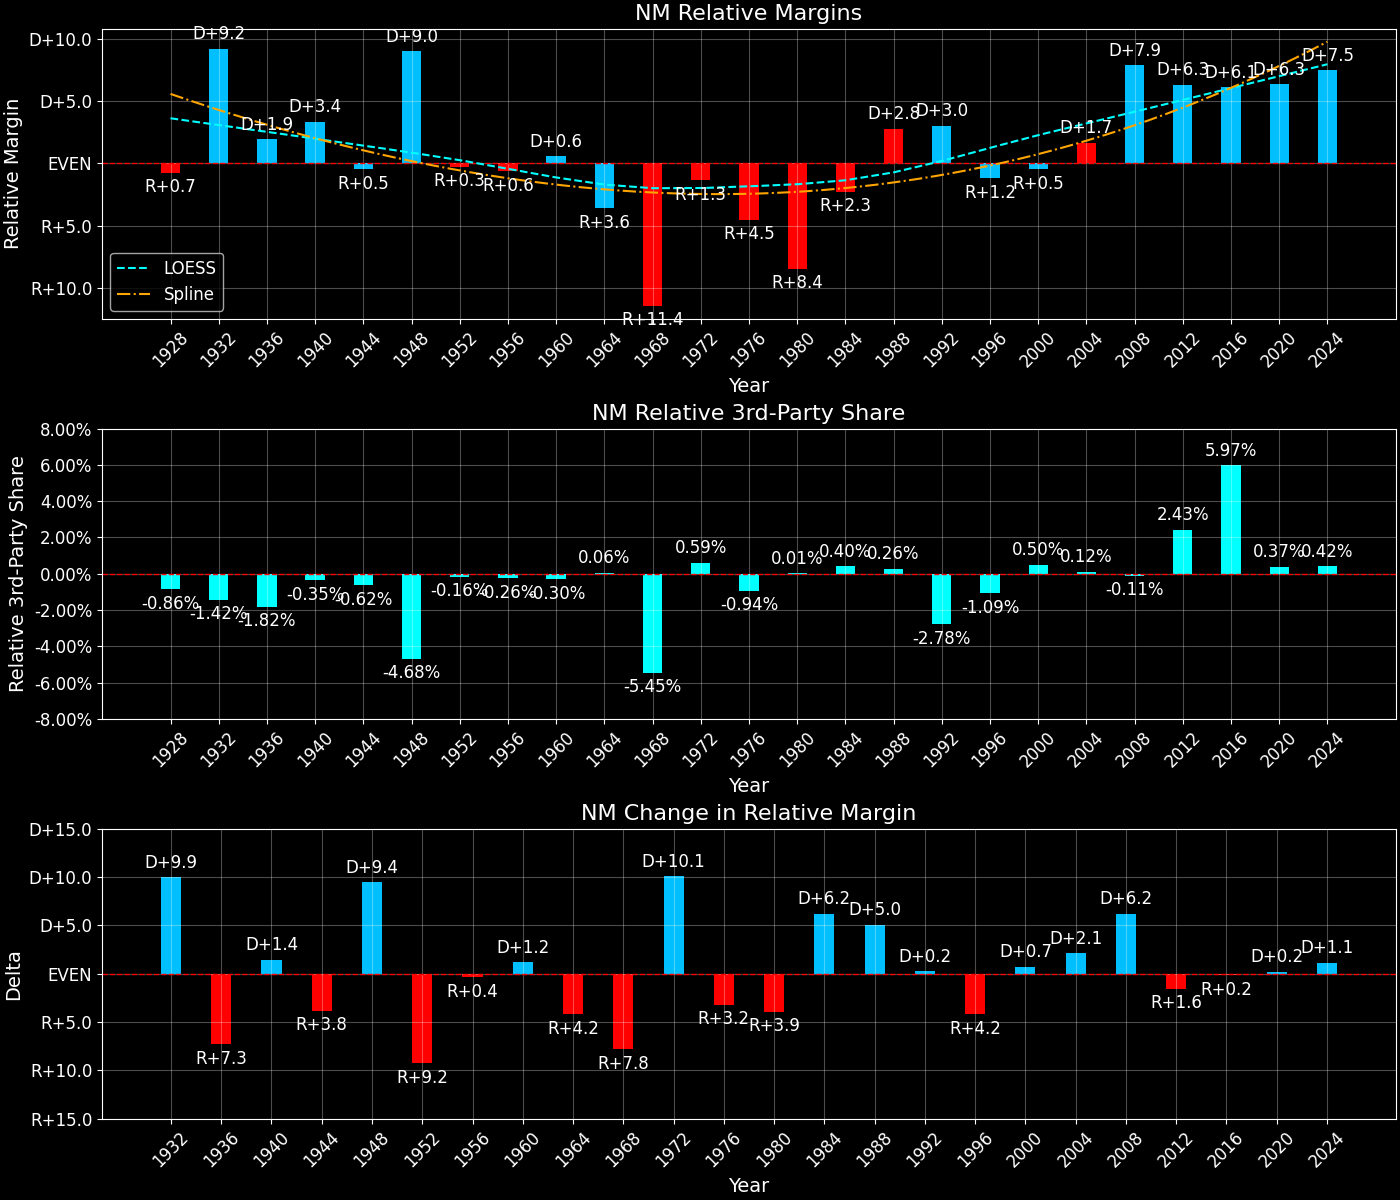 NM Relative Margins
Relative Margin
D+10.0
D+5.0
EVEN
R+5.0
R+10.0
R+0.7
D+9.2
D+1.9
D+3.4
R+0.5
D+9.0
R+0.3
R+0.6
D+0.6
R+3.6
R+11.4
R+1.3
R+4.5
R+8.4
R+2.3
D+2.8
D+3.0
R+1.2
R+0.5
D+1.7
D+7.9
D+6.3
D+6.1
D+6.3
D+7.5
LOESS
Spline
1928 1932 1936 1940 1944 1948 1952 1956 1960 1964 1968 1972 1976 1980 1984 1988 1992 1996 2000 2004 2008 2012 2016 2020 2024
Year
NM Relative 3rd-Party Share
Relative 3rd-Party Share
8.00%
6.00%
4.00%
2.00%
0.00%
-2.00%
-4.00%
-6.00%
-8.00%
-0.86%
-1.42%
-1.82%
-0.35%
-0.62%
-4.68%
-0.16%
-0.26%
-0.30%
0.06%
-5.45%
0.59%
-0.94%
0.01%
0.40%
0.26%
-2.78%
-1.09%
0.50%
0.12%
-0.11%
2.43%
5.97%
0.37%
0.42%
1928 1932 1936 1940 1944 1948 1952 1956 1960 1964 1968 1972 1976 1980 1984 1988 1992 1996 2000 2004 2008 2012 2016 2020 2024
Year
NM Change in Relative Margin
Delta
D+15.0
D+10.0
D+5.0
EVEN
R+5.0
R+10.0
R+15.0
D+9.9
R+7.3
D+1.4
R+3.8
D+9.4
R+9.2
R+0.4
D+1.2
R+4.2
R+7.8
D+10.1
R+3.2
R+3.9
D+6.2
D+5.0
D+0.2
R+4.2
D+0.7
D+2.1
D+6.2
R+1.6
R+0.2
D+0.2
D+1.1
1932 1936 1940 1944 1948 1952 1956 1960 1964 1968 1972 1976 1980 1984 1988 1992 1996 2000 2004 2008 2012 2016 2020 2024
Year